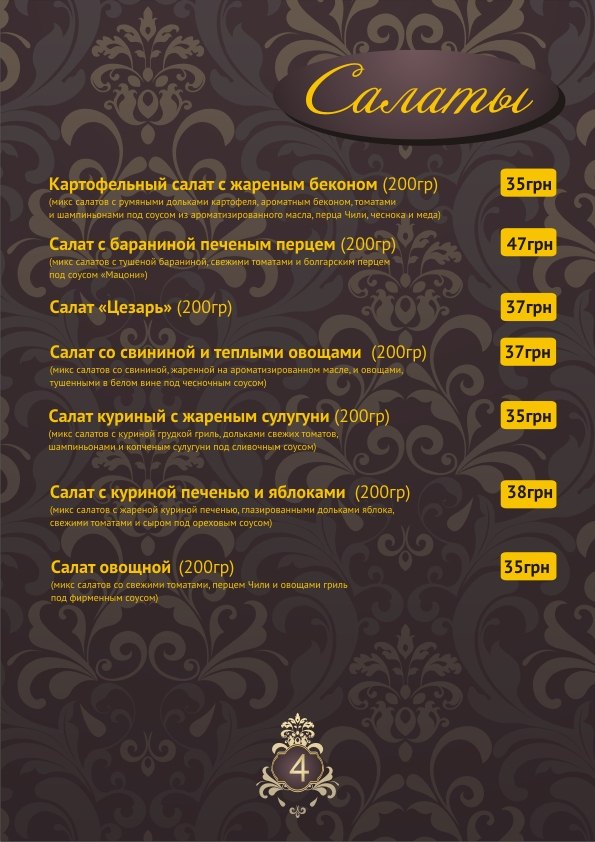 Салаты
Картофельный салат с жареным беконом (200гр) 35грн
(микс салатов с румяными дольками картофеля, ароматным беконом, томатами
и шампиньонами под соусом из ароматизированного масла, перца Чили, чеснока и меда)
Салат с бараниной печеным перцем (200гр) 47грн
(микс салатов с тушеной бараниной, свежими томатами и болгарским перцем
под соусом «Мацони»)
Салат «Цезарь» (200гр) 37грн
Салат со свининой и теплыми овощами (200гр) 37грн
(микс салатов со свининой, жаренной на ароматизированном масле, и овощами,
тушенными в белом вине под чесночным соусом)
Салат куриный с жареным сулугуни (200гр) 35грн
(микс салатов с куриной грудкой гриль, дольками свежих томатов,
шампиньонами и копченым сулугуни под сливочным соусом)
Салат с куриной печенью и яблоками (200гр) 38грн
(микс салатов с жареной куриной печенью, глазированными дольками яблока,
свежими томатами и сыром под ореховым соусом)
Салат овощной (200гр) 35грн
(микс салатов со свежими томатами, перцем Чили и овощами гриль
под фирменным соусом)
4